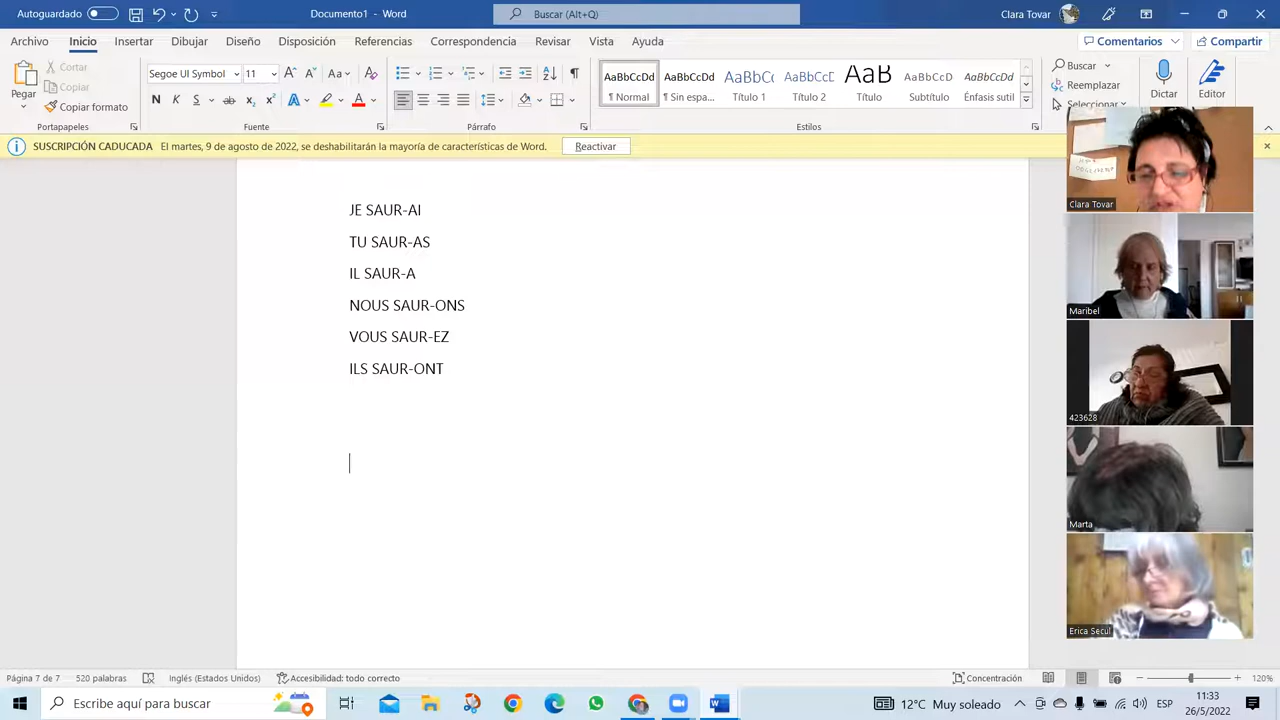 Autoguardado
Documento1
Buscar (Alt+Q)
Clara Tovar
Archivo Inicio Insertar Dibujar Diseño Disposición Referencias Correspondencia Revisar Vista Ayuda
Comentarios Compartir
Pegar
Cortar
Copiar
Copiar formato
Portapapeles
Segoe UI Symbol 11
N K S
Fuente
Párrafo
AaBbCcDd
¶ Normal
AaBbCcDd
¶ Sin espa...
AaBbCc
Título 1
AaBbCcD
Título 2
AaB
Título
AaBbCcD
Subtítulo
AaBbCcDd
Énfasis sutil
Estilos
Buscar
Reemplazar
Seleccionar
Dictar
Editor
SUSCRIPCIÓN CADUCADA El martes, 9 de agosto de 2022, se deshabilitarán la mayoría de características de Word. Reactivar
JE SAUR-AI
TU SAUR-AS
IL SAUR-A
NOUS SAUR-ONS
VOUS SAUR-EZ
ILS SAUR-ONT
Clara Tovar
Maribel
423628
Marta
Erica Secul
Página 7 de 7 520 palabras Inglés (Estados Unidos) Accesibilidad: todo correcto Concentración 120%
Escribe aquí para buscar
12°C Muy soleado
ESP
11:33
26/5/2022